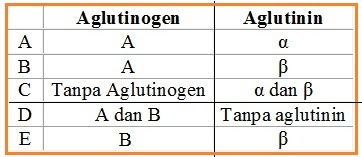 Aglutinogen Aglutinin
A A α
B A β
C Tanpa Aglutinogen α dan β
D A dan B Tanpa aglutinin
E B β